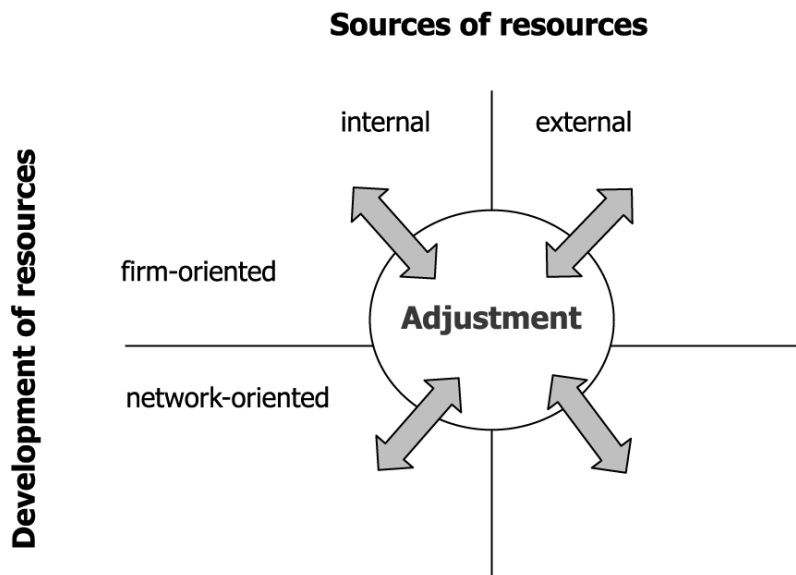 Sources of resources
internal
external
Development of resources
firm-oriented
Adjustment
network-oriented